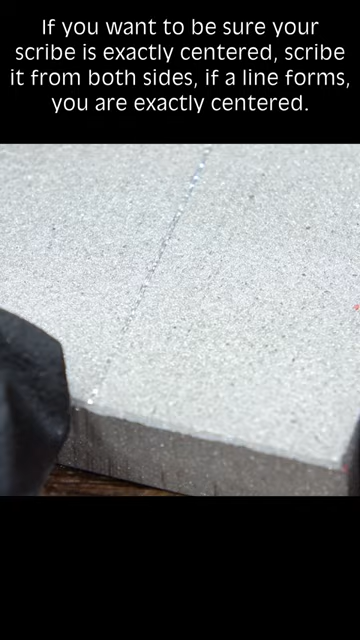 If you want to be sure your
scribe is exactly centered, scribe
it from both sides, if a line forms,
you are exactly centered.